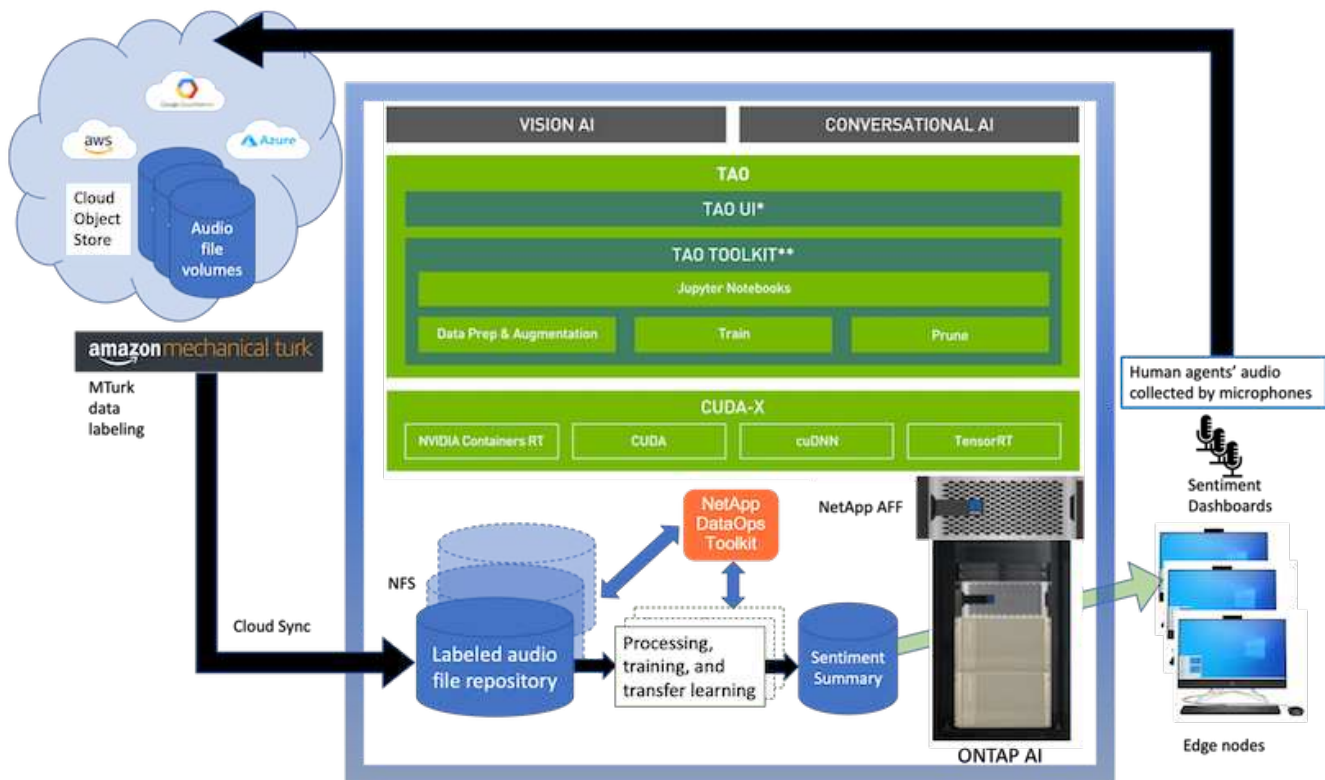 Google Cloud Platform
aws
Azure
Cloud
Object
Store
Audio
file
volumes
amazon mechanical turk
MTurk
data
labeling
Cloud Sync
VISION AI
CONVERSATIONAL AI
TAO
TAO UI*
TAO TOOLKIT**
Jupyter Notebooks
Data Prep & Augmentation
Train
Prune
CUDA-X
NVIDIA Containers RT
CUDA
cuDNN
TensorRT
NetApp
DataOps
Toolkit
NetApp AFF
NFS
Labeled audio
file repository
Processing,
training, and
transfer learning
Sentiment
Summary
ONTAP AI
Human agents' audio
collected by microphones
Sentiment
Dashboards
Edge nodes